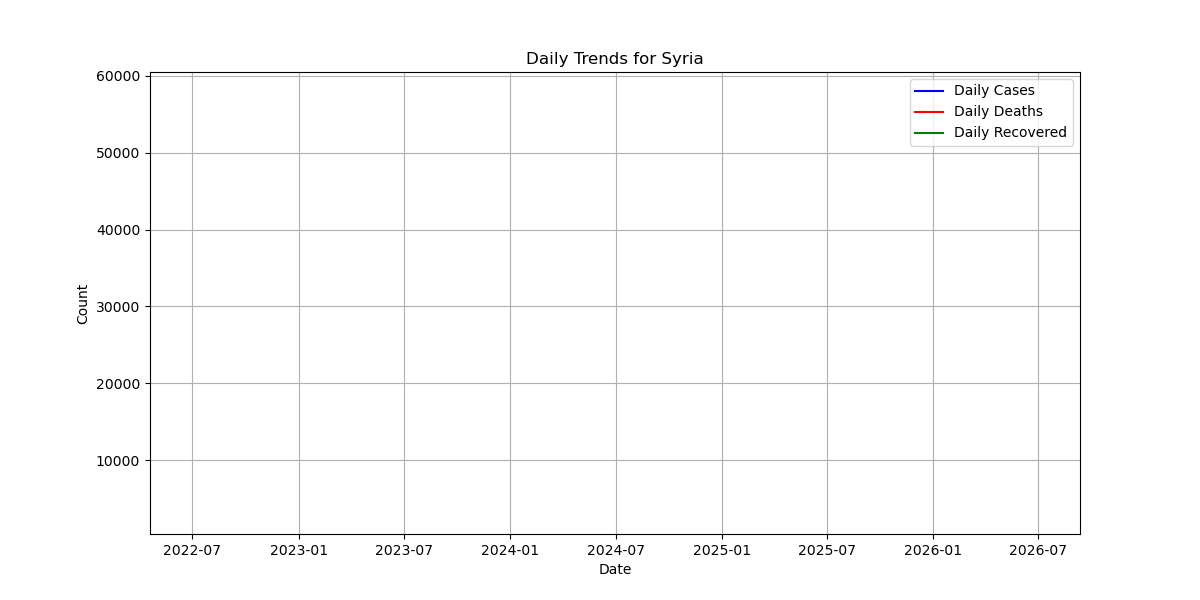 Daily Trends for Syria
60000
50000
40000
30000
20000
10000
Count
Daily Cases
Daily Deaths
Daily Recovered
2022-07 2023-01 2023-07 2024-01 2024-07 2025-01 2025-07 2026-01 2026-07
Date